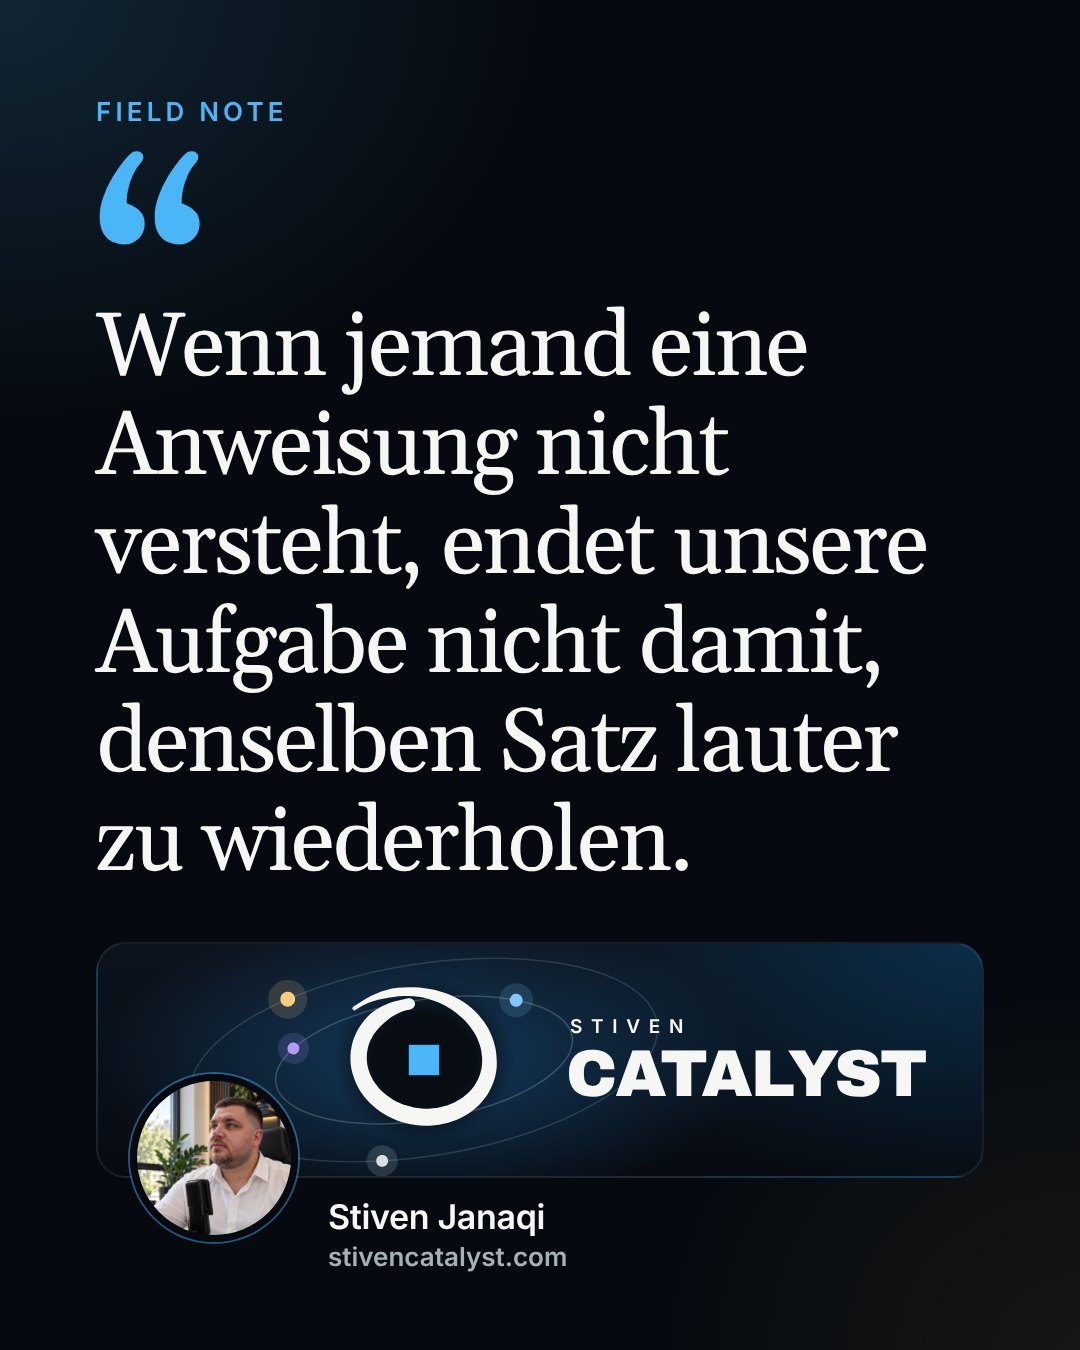 FIELD NOTE
“
Wenn jemand eine
Anweisung nicht
versteht, endet unsere
Aufgabe nicht damit,
denselben Satz lauter
zu wiederholen.
STIVEN
CATALYST
Stiven Janaqi
stivencatalyst.com